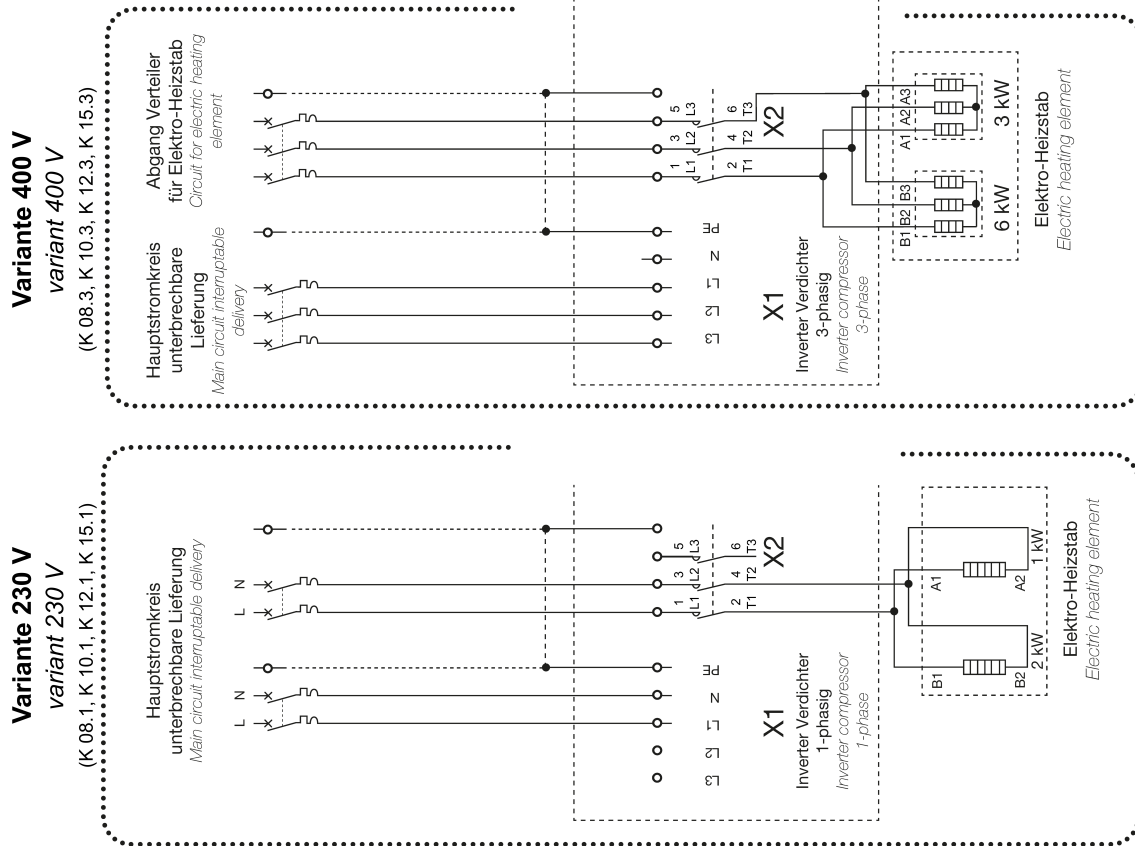 Variante 230 V
variant 230 V
(K 08.1, K 10.1, K 12.1, K 15.1)
Hauptstromkreis
unterbrechbare Lieferung
Main circuit interruptable delivery
L N L N
L3 L2 L1 N PE
1 3 5
L1 L2 L3
2 4 6
T1 T2 T3
X1
X2
Inverter Verdichter
1-phasig
Inverter compressor
1-phase
B1 A1
B2 A2
2 kW 1 kW
Elektro-Heizstab
Electric heating element
Variante 400 V
variant 400 V
(K 08.3, K 10.3, K 12.3, K 15.3)
Hauptstromkreis
unterbrechbare
Lieferung
Main circuit interruptable
delivery
Abgang Verteiler
für Elektro-Heizstab
Circuit for electric heating
element
L3 L2 L1 N PE
1 3 5
L1 L2 L3
2 4 6
T1 T2 T3
X1
X2
Inverter Verdichter
3-phasig
Inverter compressor
3-phase
B1 B2 B3 A1 A2 A3
6 kW 3 kW
Elektro-Heizstab
Electric heating element